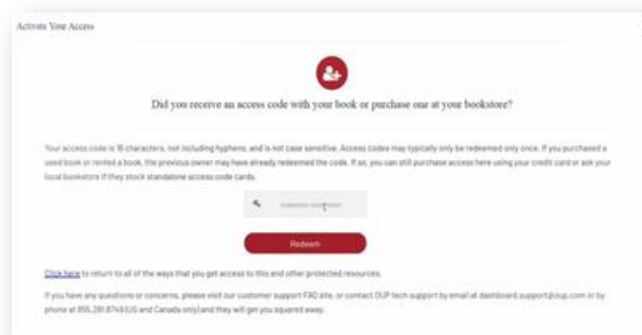 Activate Your Access
Did you receive an access code with your book or purchase one at your bookstore?
Your access code is 16 characters, not including hyphens, and is not case sensitive. Access codes may typically only be redeemed only once. If you purchased a
used book or rented a book, the previous owner may have already redeemed the code. If so, you can still purchase access here using your credit card or ask your
local bookstore if they stock standalone access code cards.
Redeem
Click here to return to all of the ways that you get access to this and other protected resources.
If you have any questions or concerns, please visit our customer support FAQ site, or contact OUP tech support by email at dashboard.support@oup.com or by
phone at 855.281.8749 (US and Canada only) and they will get you squared away.